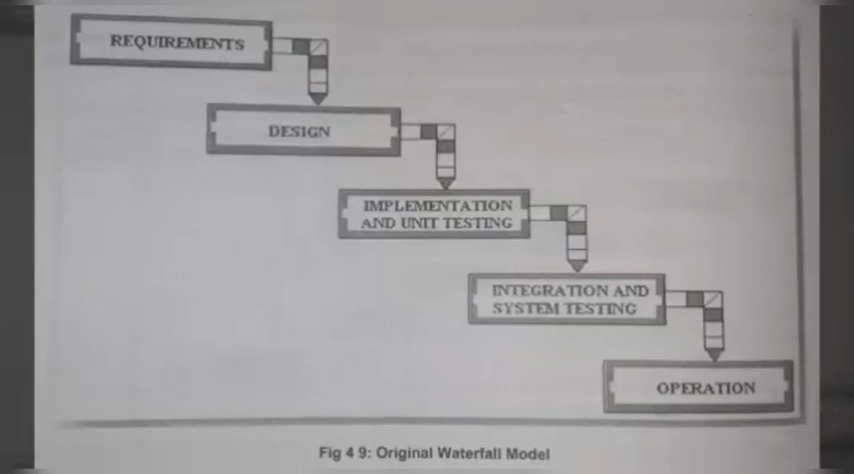 REQUIREMENTS
DESIGN
IMPLEMENTATION
AND UNIT TESTING
INTEGRATION AND
SYSTEM TESTING
OPERATION
Fig 4 9: Original Waterfall Model